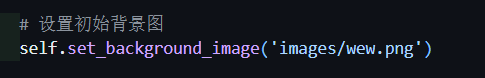 # 设置初始背景图
self.set_background_image('images/wew.png')